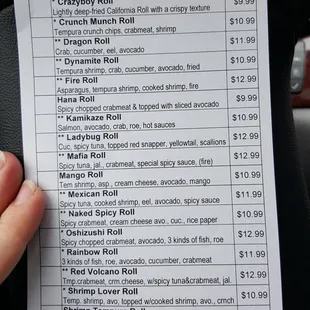 * Crazyboy Roll $9.99
Lightly deep-fried California Roll with a crispy texture
* Crunch Munch Roll $10.99
Tempura crunch chips, crabmeat, shrimp
** Dragon Roll $11.99
Crab, cucumber, eel, avocado
** Dynamite Roll $10.99
Tempura shrimp, crab, cucumber, avocado, fried
** Fire Roll $12.99
Asparagus, tempura shrimp, cooked shrimp, fire
Hana Roll $9.99
Spicy chopped crabmeat & topped with sliced avocado
** Kamikaze Roll $10.99
Salmon, avocado, crab, roe, hot sauces
** Ladybug Roll $12.99
Cuc, spicy tuna, topped red snapper, yellowtail, scallions
** Mafia Roll $12.99
Spicy tuna, jal., crabmeat, special spicy sauce, (fire)
Mango Roll $10.99
Tem shrimp, asp., cream cheese, avocado, mango
** Mexican Roll $11.99
Spicy tuna, cooked shrimp, eel, avocado, spicy sauce
** Naked Spicy Roll $10.99
Spicy crabmeat, cream cheese avo., cuc., rice paper
* Oshizushi Roll $12.99
Spicy chopped crabmeat, avocado, 3 kinds of fish, roe
* Rainbow Roll $11.99
3 kinds of fish, roe, avocado, cucumber, crabmeat
** Red Volcano Roll $12.99
Tmp.crabmeat, crm.cheese, w/spicy tuna&crabmeat, jal.
* Shrimp Lover Roll $10.99
Temp. shrimp, avo, topped w/cooked shrimp, avo., crnch
Shrimp Tempura Roll